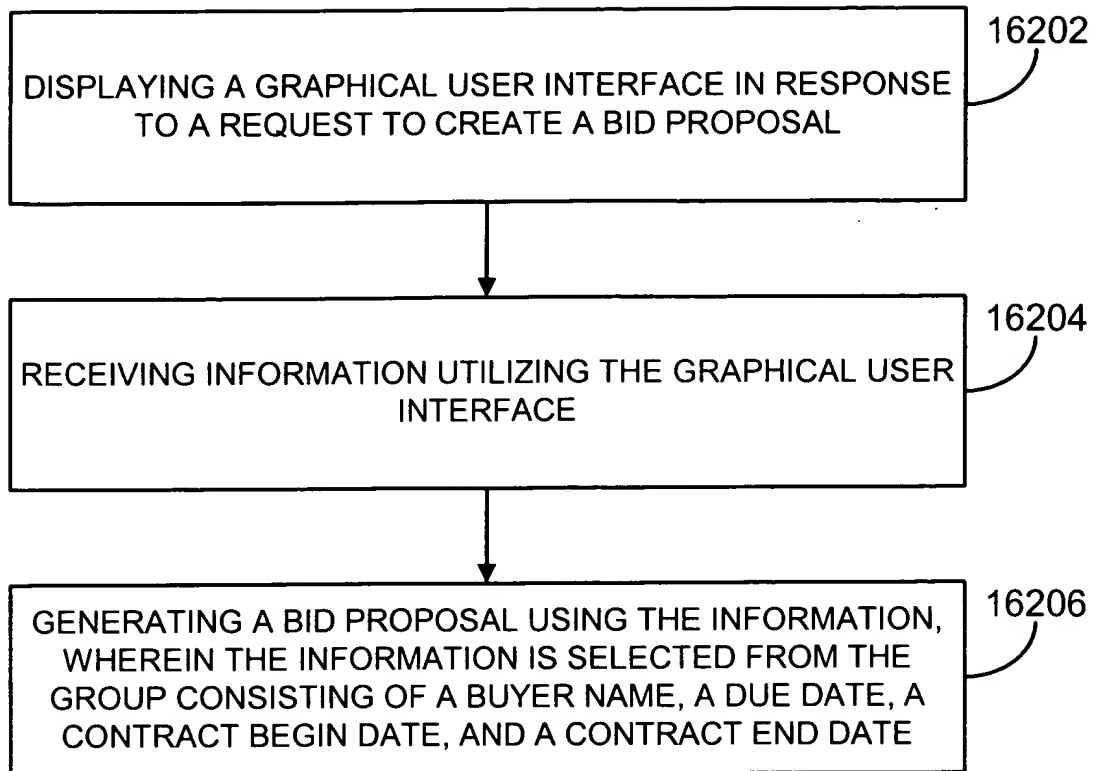 16202
DISPLAYING A GRAPHICAL USER INTERFACE IN RESPONSE
TO A REQUEST TO CREATE A BID PROPOSAL
16204
RECEIVING INFORMATION UTILIZING THE GRAPHICAL USER
INTERFACE
16206
GENERATING A BID PROPOSAL USING THE INFORMATION,
WHEREIN THE INFORMATION IS SELECTED FROM THE
GROUP CONSISTING OF A BUYER NAME, A DUE DATE, A
CONTRACT BEGIN DATE, AND A CONTRACT END DATE